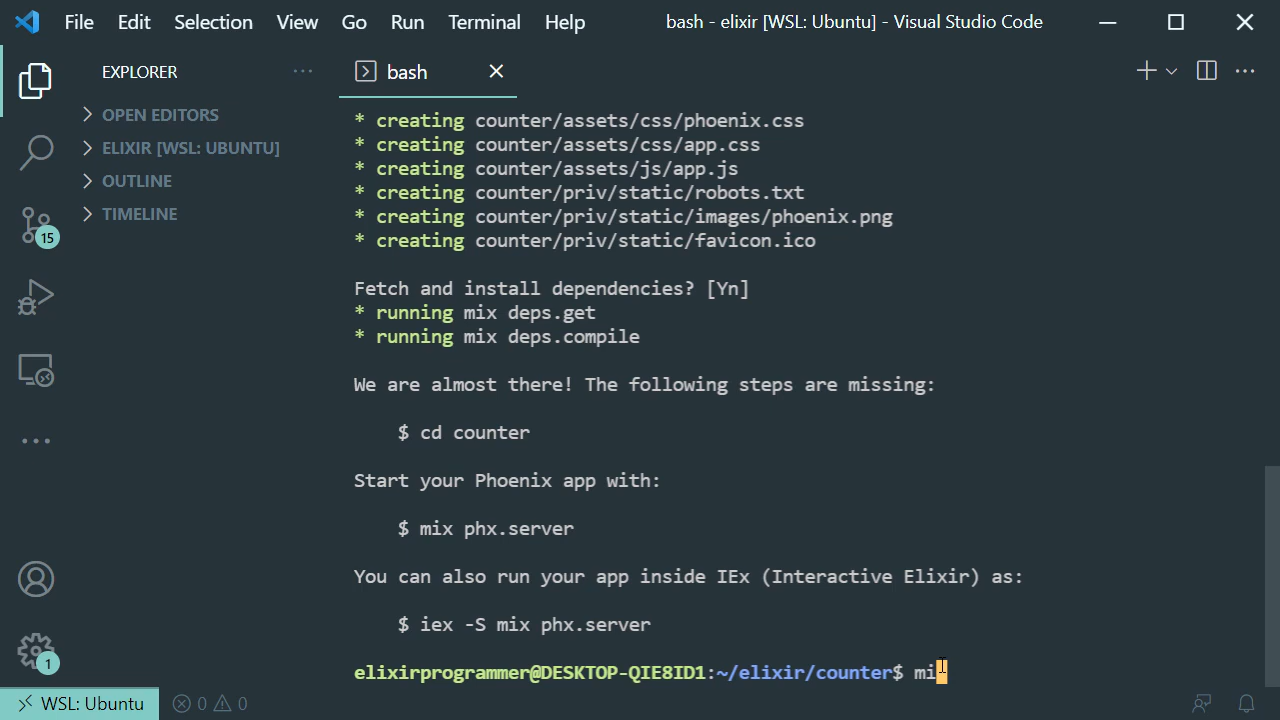 File Edit Selection View Go Run Terminal Help bash - elixir [WSL: Ubuntu] - Visual Studio Code
EXPLORER
bash
OPEN EDITORS
ELIXIR [WSL: UBUNTU]
OUTLINE
TIMELINE
15
1
* creating counter/assets/css/phoenix.css
* creating counter/assets/css/app.css
* creating counter/assets/js/app.js
* creating counter/priv/static/robots.txt
* creating counter/priv/static/images/phoenix.png
* creating counter/priv/static/favicon.ico
Fetch and install dependencies? [Yn]
* running mix deps.get
* running mix deps.compile
We are almost there! The following steps are missing:
$ cd counter
Start your Phoenix app with:
$ mix phx.server
You can also run your app inside IEx (Interactive Elixir) as:
$ iex -S mix phx.server
elixirprogrammer@DESKTOP-QIE8ID1:~/elixir/counter$ mi
WSL: Ubuntu 0 0